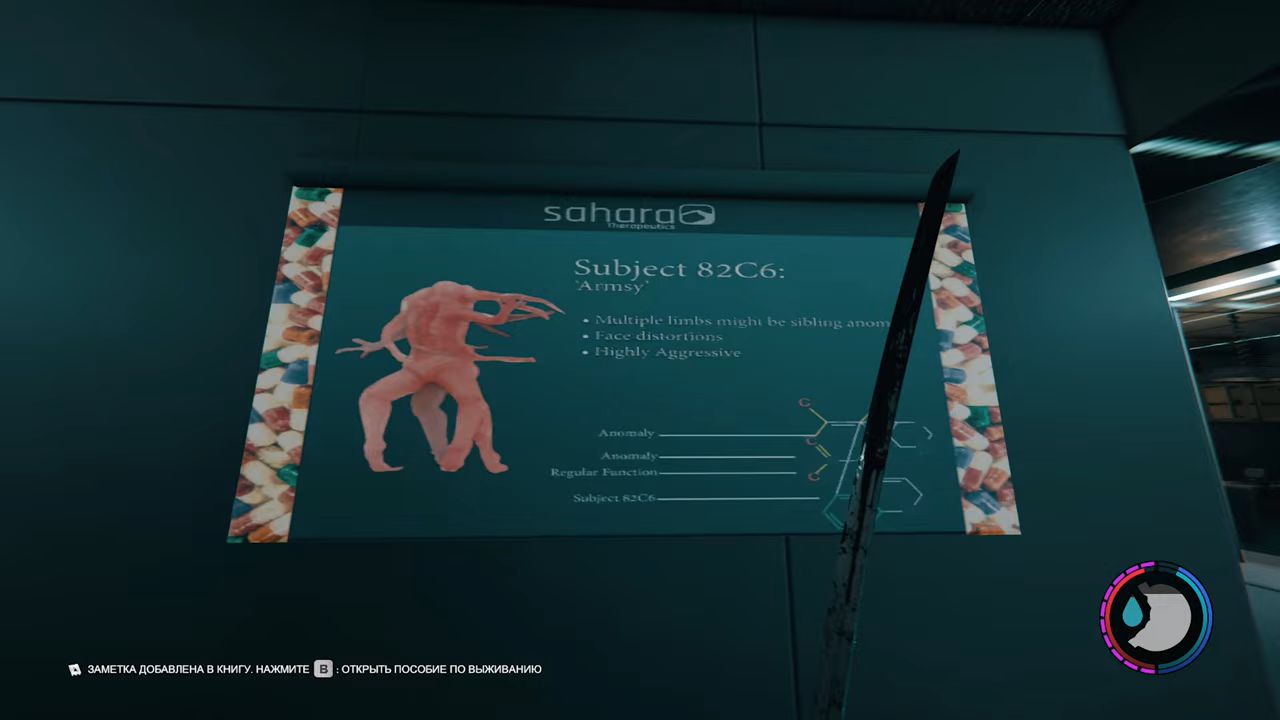 sahara
Therapeutics
Subject 82C6:
'Armsy'
• Multiple limbs might be sibling anom
• Face distortions
• Highly Aggressive
C
Anomaly
C
Anomaly
Regular Function
C
Subject 82C6
ЗАМЕТКА ДОБАВЛЕНА В КНИГУ. НАЖМИТЕ B : ОТКРЫТЬ ПОСОБИЕ ПО ВЫЖИВАНИЮ